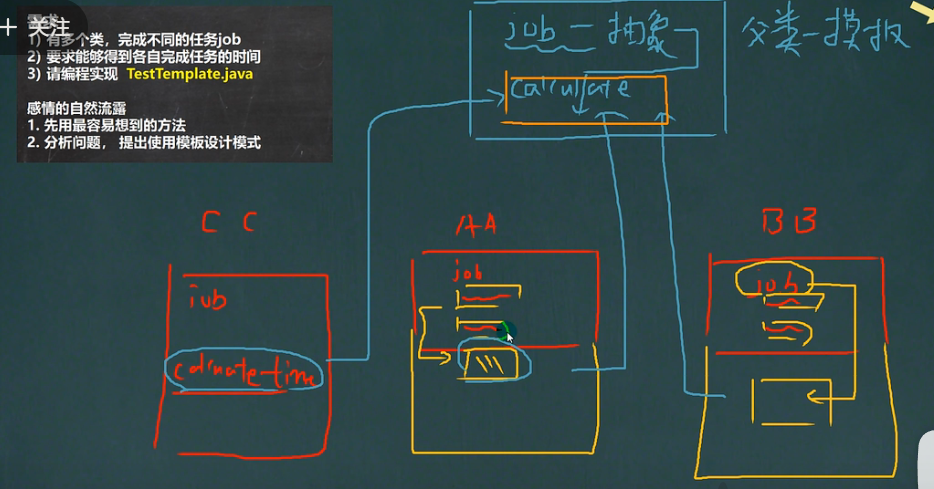 需求
+ 关注
1) 有多个类，完成不同的任务job
2) 要求能够得到各自完成任务的时间
3) 请编程实现 TestTemplate.java
感情的自然流露
1. 先用最容易想到的方法
2. 分析问题， 提出使用模板设计模式
job - 抽象
父类-模板
calculate
CC
AA
BB
job
job
job